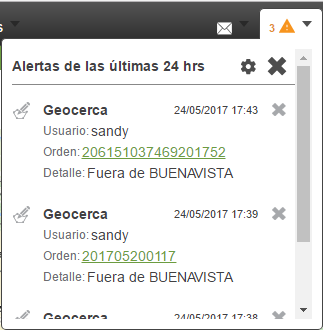 s
3
Alertas de las últimas 24 hrs
Geocerca 24/05/2017 17:43
Usuario: sandy
Orden: 206151037469201752
Detalle: Fuera de BUENAVISTA
Geocerca 24/05/2017 17:39
Usuario: sandy
Orden: 201705200117
Detalle: Fuera de BUENAVISTA
Geocerca 24/05/2017 17:38